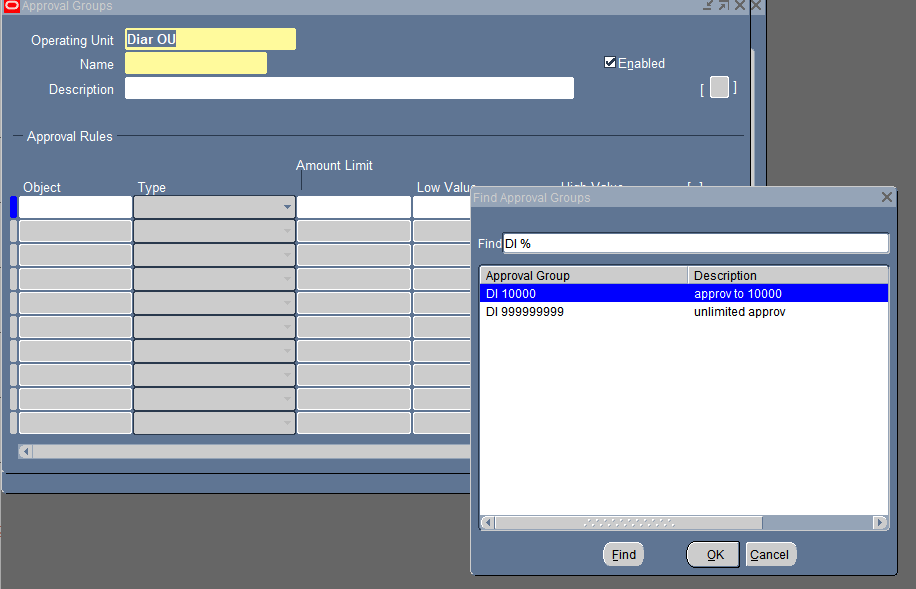 Approval Groups
Operating Unit Diar OU
Name
Enabled
Description
[ ]
Approval Rules
Amount Limit
Object Type Low Value High Value [ ]
Find Approval Groups
Find DI %
Approval Group Description
DI 10000 approv to 10000
DI 999999999 unlimited approv
Find OK Cancel